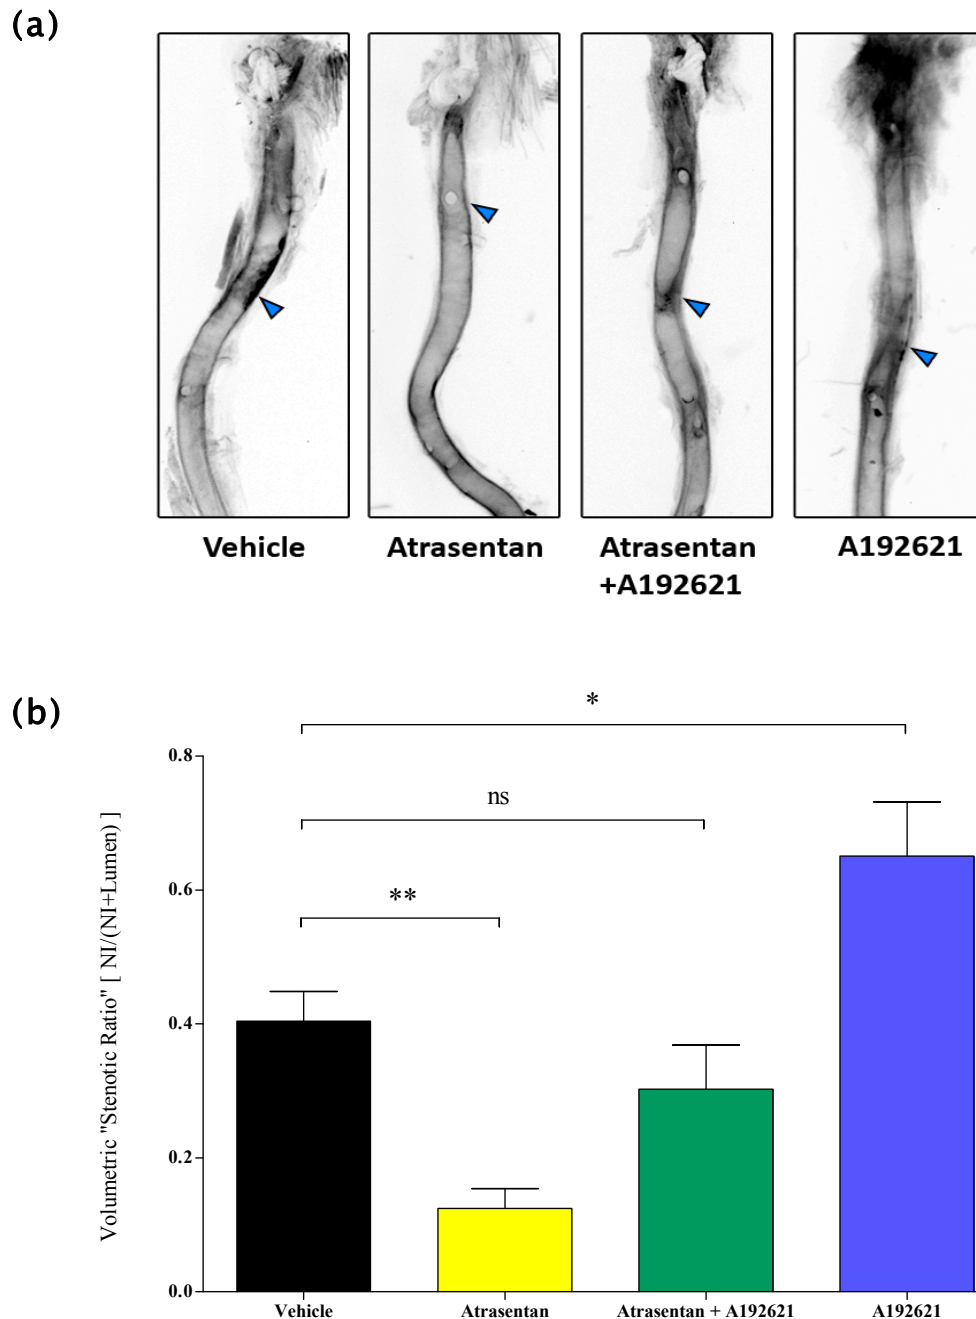 (a)
Vehicle
Atrasentan
Atrasentan
+A192621
A192621
(b)
*
ns
**
0.8
0.6
0.4
0.2
0.0
Volumetric "Stenotic Ratio" [ NI/(NI+Lumen) ]
Vehicle
Atrasentan
Atrasentan + A192621
A192621